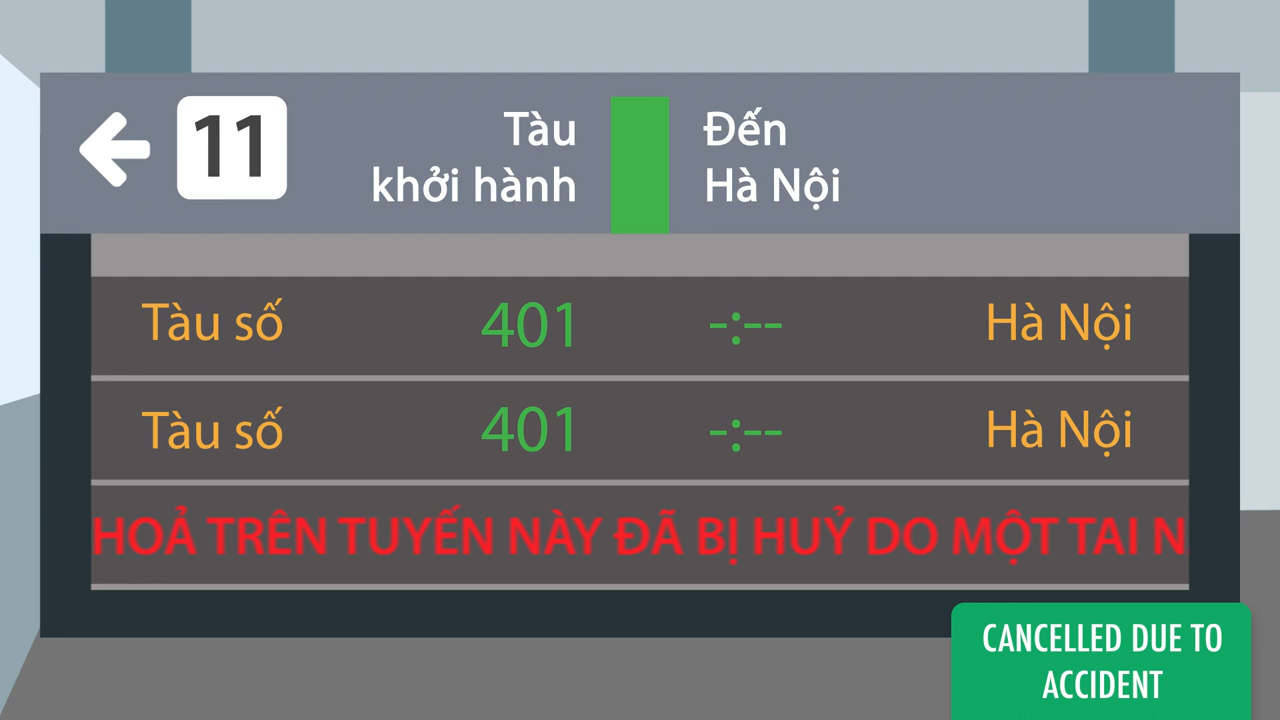 11
Tàu
khởi hành
Đến
Hà Nội
Tàu số 401 -:-- Hà Nội
Tàu số 401 -:-- Hà Nội
HOẢ TRÊN TUYẾN NÀY ĐÃ BỊ HUỶ DO MỘT TAI N
CANCELLED DUE TO
ACCIDENT